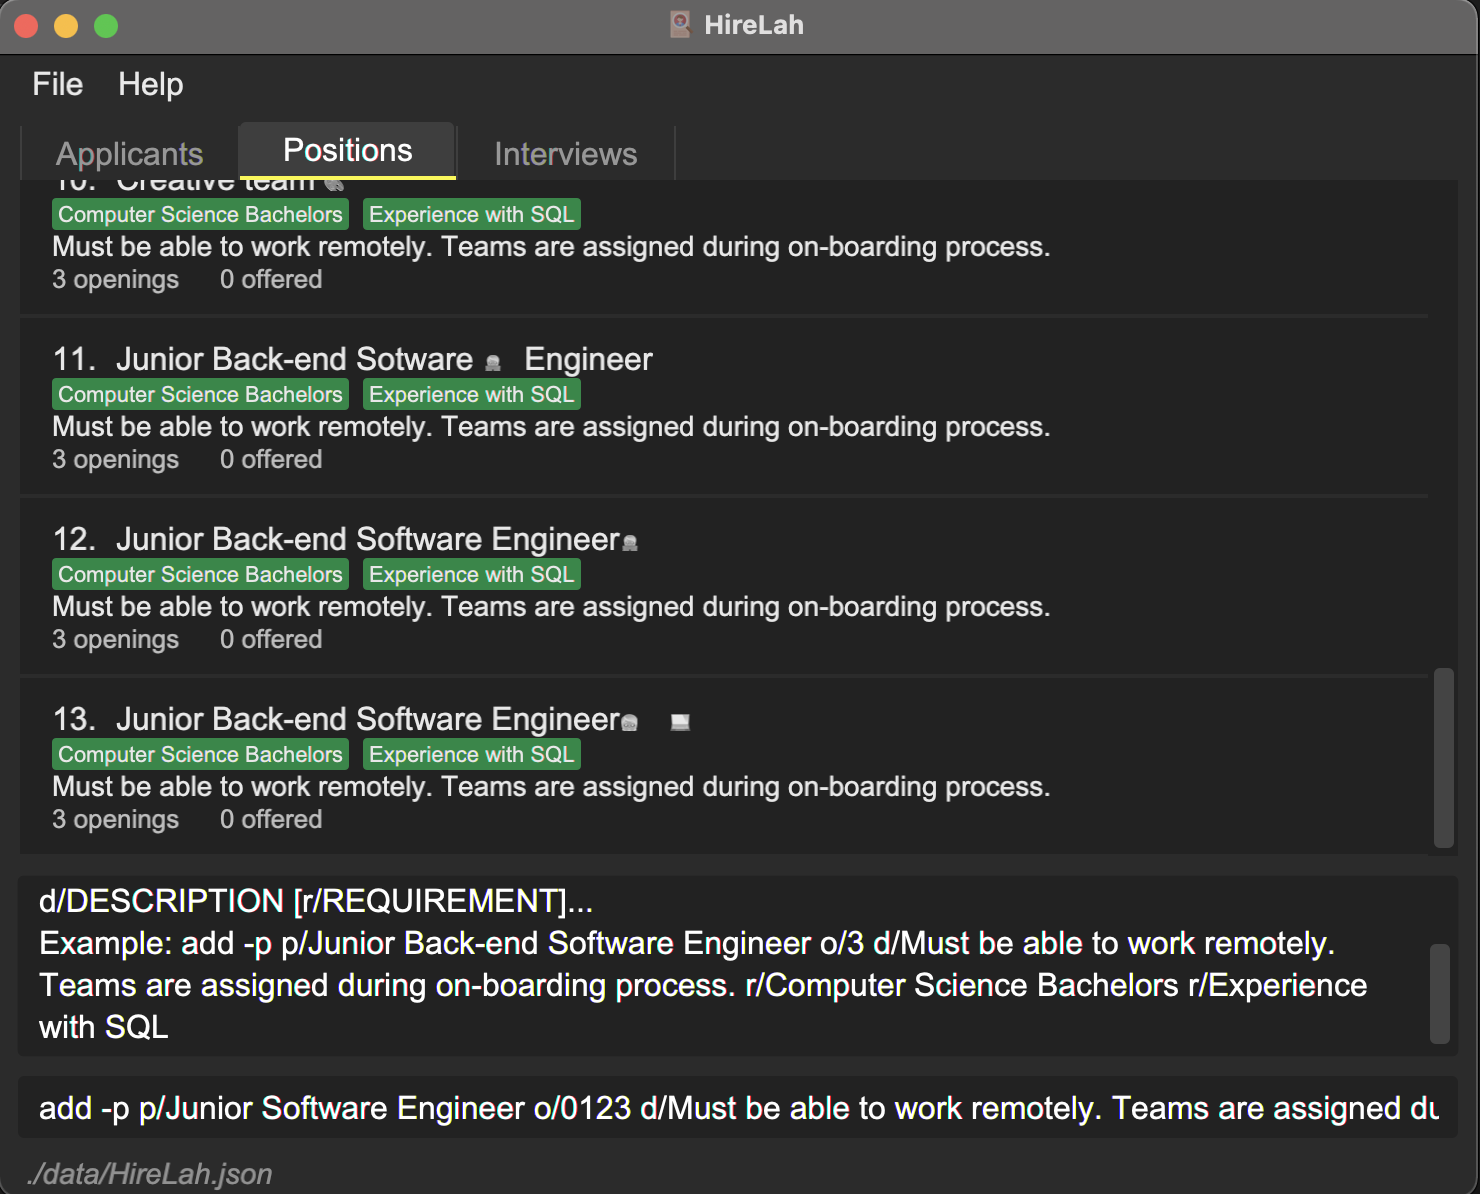 HireLah
File Help
Applicants Positions Interviews
10. Creative team
Computer Science Bachelors Experience with SQL
Must be able to work remotely. Teams are assigned during on-boarding process.
3 openings 0 offered
11. Junior Back-end Sotware Engineer
Computer Science Bachelors Experience with SQL
Must be able to work remotely. Teams are assigned during on-boarding process.
3 openings 0 offered
12. Junior Back-end Software Engineer
Computer Science Bachelors Experience with SQL
Must be able to work remotely. Teams are assigned during on-boarding process.
3 openings 0 offered
13. Junior Back-end Software Engineer
Computer Science Bachelors Experience with SQL
Must be able to work remotely. Teams are assigned during on-boarding process.
3 openings 0 offered
d/DESCRIPTION [r/REQUIREMENT]...
Example: add -p p/Junior Back-end Software Engineer o/3 d/Must be able to work remotely.
Teams are assigned during on-boarding process. r/Computer Science Bachelors r/Experience
with SQL
add -p p/Junior Software Engineer o/0123 d/Must be able to work remotely. Teams are assigned du
./data/HireLah.json